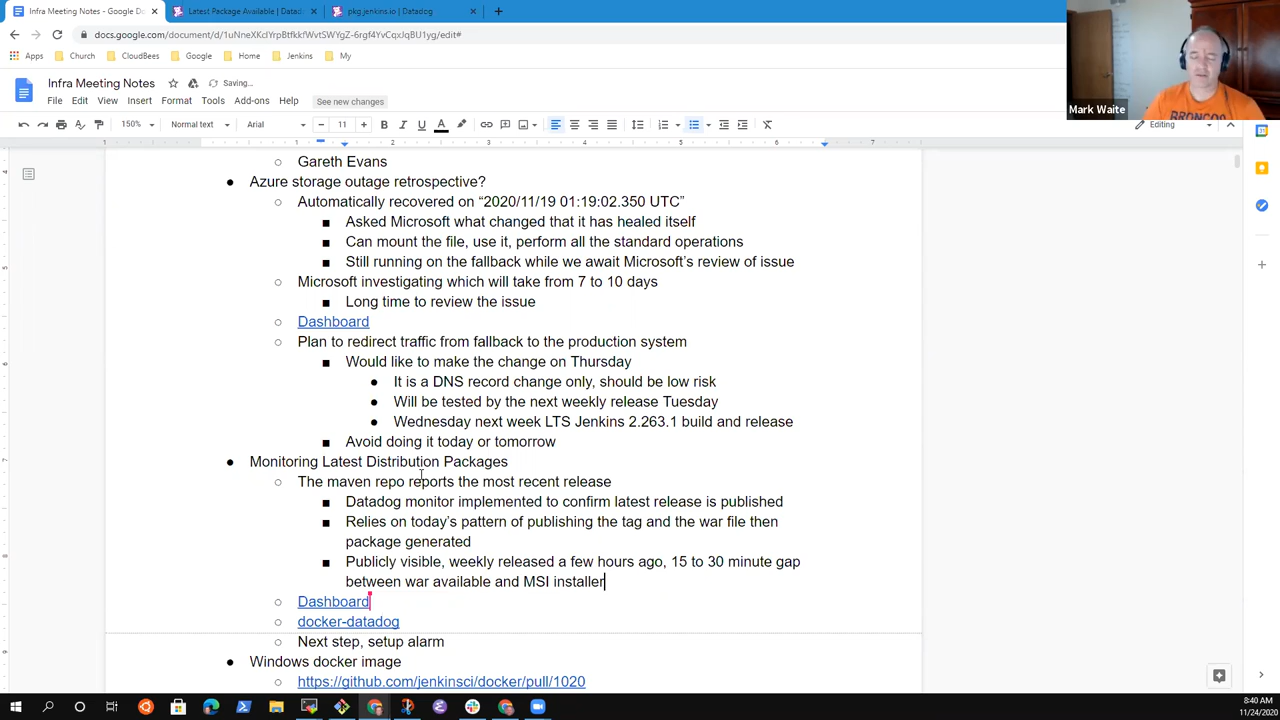 Infra Meeting Notes - Google D
Latest Package Available | Datad
pkg.jenkins.io | Datadog
docs.google.com/document/d/1uNneXKcIYrpBtfkkfWvtSWYgZ-6rgf4YvCqxJqBU1yg/edit#
Apps
Church
CloudBees
Google
Home
Jenkins
My
Mark Waite
Infra Meeting Notes
Saving...
File
Edit
View
Insert
Format
Tools
Add-ons
Help
See new changes
150%
Normal text
Arial
11
Editing
Gareth Evans
● Azure storage outage retrospective?
○ Automatically recovered on “2020/11/19 01:19:02.350 UTC”
■ Asked Microsoft what changed that it has healed itself
■ Can mount the file, use it, perform all the standard operations
■ Still running on the fallback while we await Microsoft’s review of issue
○ Microsoft investigating which will take from 7 to 10 days
■ Long time to review the issue
○ Dashboard
○ Plan to redirect traffic from fallback to the production system
■ Would like to make the change on Thursday
● It is a DNS record change only, should be low risk
● Will be tested by the next weekly release Tuesday
● Wednesday next week LTS Jenkins 2.263.1 build and release
■ Avoid doing it today or tomorrow
● Monitoring Latest Distribution Packages
○ The maven repo reports the most recent release
■ Datadog monitor implemented to confirm latest release is published
■ Relies on today’s pattern of publishing the tag and the war file then
package generated
■ Publicly visible, weekly released a few hours ago, 15 to 30 minute gap
between war available and MSI installer
○ Dashboard
○ docker-datadog
○ Next step, setup alarm
● Windows docker image
○ https://github.com/jenkinsci/docker/pull/1020
8:40 AM
11/24/2020